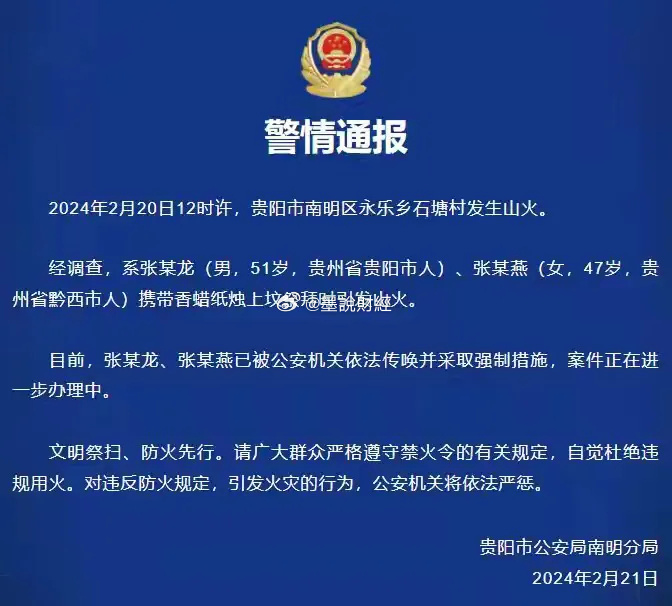 警情通报
2024年2月20日12时许，贵阳市南明区永乐乡石塘村发生山火。
经调查，系张某龙（男，51岁，贵州省贵阳市人）、张某燕（女，47岁，贵
州省黔西市人）携带香蜡纸烛上坟祭拜时引发山火。
@墨說財經
目前，张某龙、张某燕已被公安机关依法传唤并采取强制措施，案件正在进
一步办理中。
文明祭扫、防火先行。请广大群众严格遵守禁火令的有关规定，自觉杜绝违
规用火。对违反防火规定，引发火灾的行为，公安机关将依法严惩。
贵阳市公安局南明分局
2024年2月21日